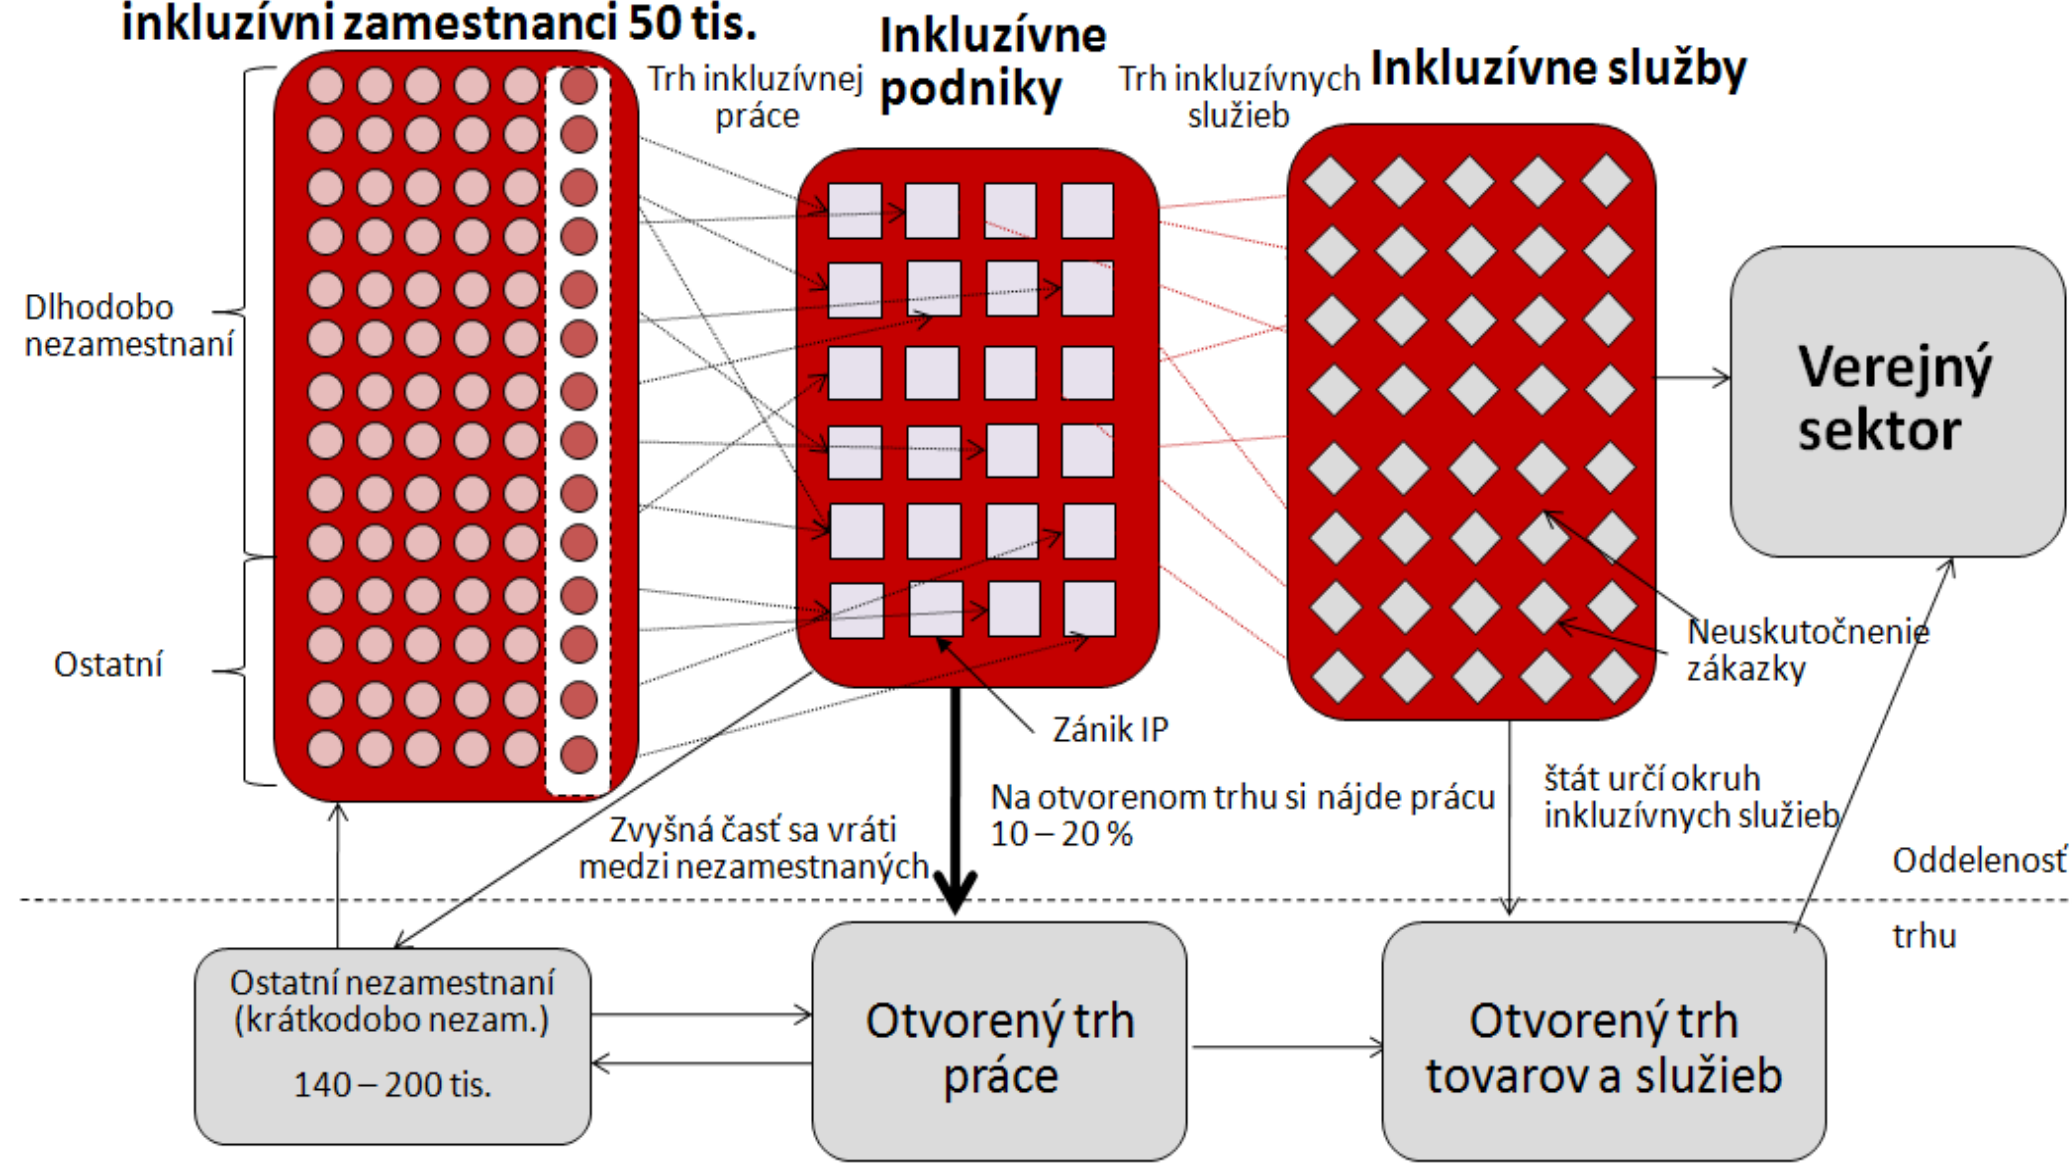 inkluzívni zamestnanci 50 tis.
Inkluzívne
podniky
Trh inkluzívnej
práce
Trh inkluzívnych
služieb
Inkluzívne služby
Dlhodobo
nezamestnaní
Ostatní
Verejný
sektor
Neuskutočnenie
zákazky
Zánik IP
Na otvorenom trhu si nájde prácu
10 – 20 %
štát určí okruh
inkluzívnych služieb
Zvyšná časť sa vráti
medzi nezamestnaných
Oddelenosť
trhu
Ostatní nezamestnaní
(krátkodobo nezam.)
140 – 200 tis.
Otvorený trh
práce
Otvorený trh
tovarov a služieb